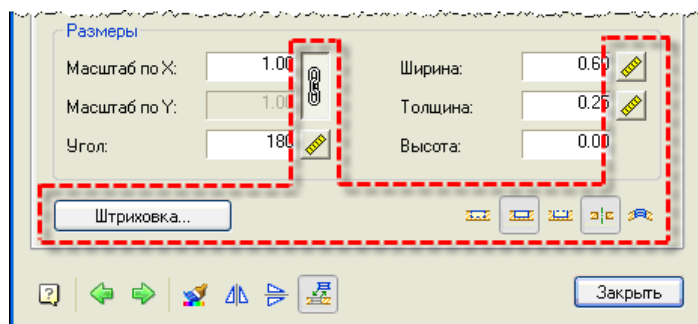 Размеры
Масштаб по X: 1.00 Ширина: 0.60
Масштаб по Y: 1.00 Толщина: 0.25
Угол: 180 Высота: 0.00
Штриховка...
? Закрыть